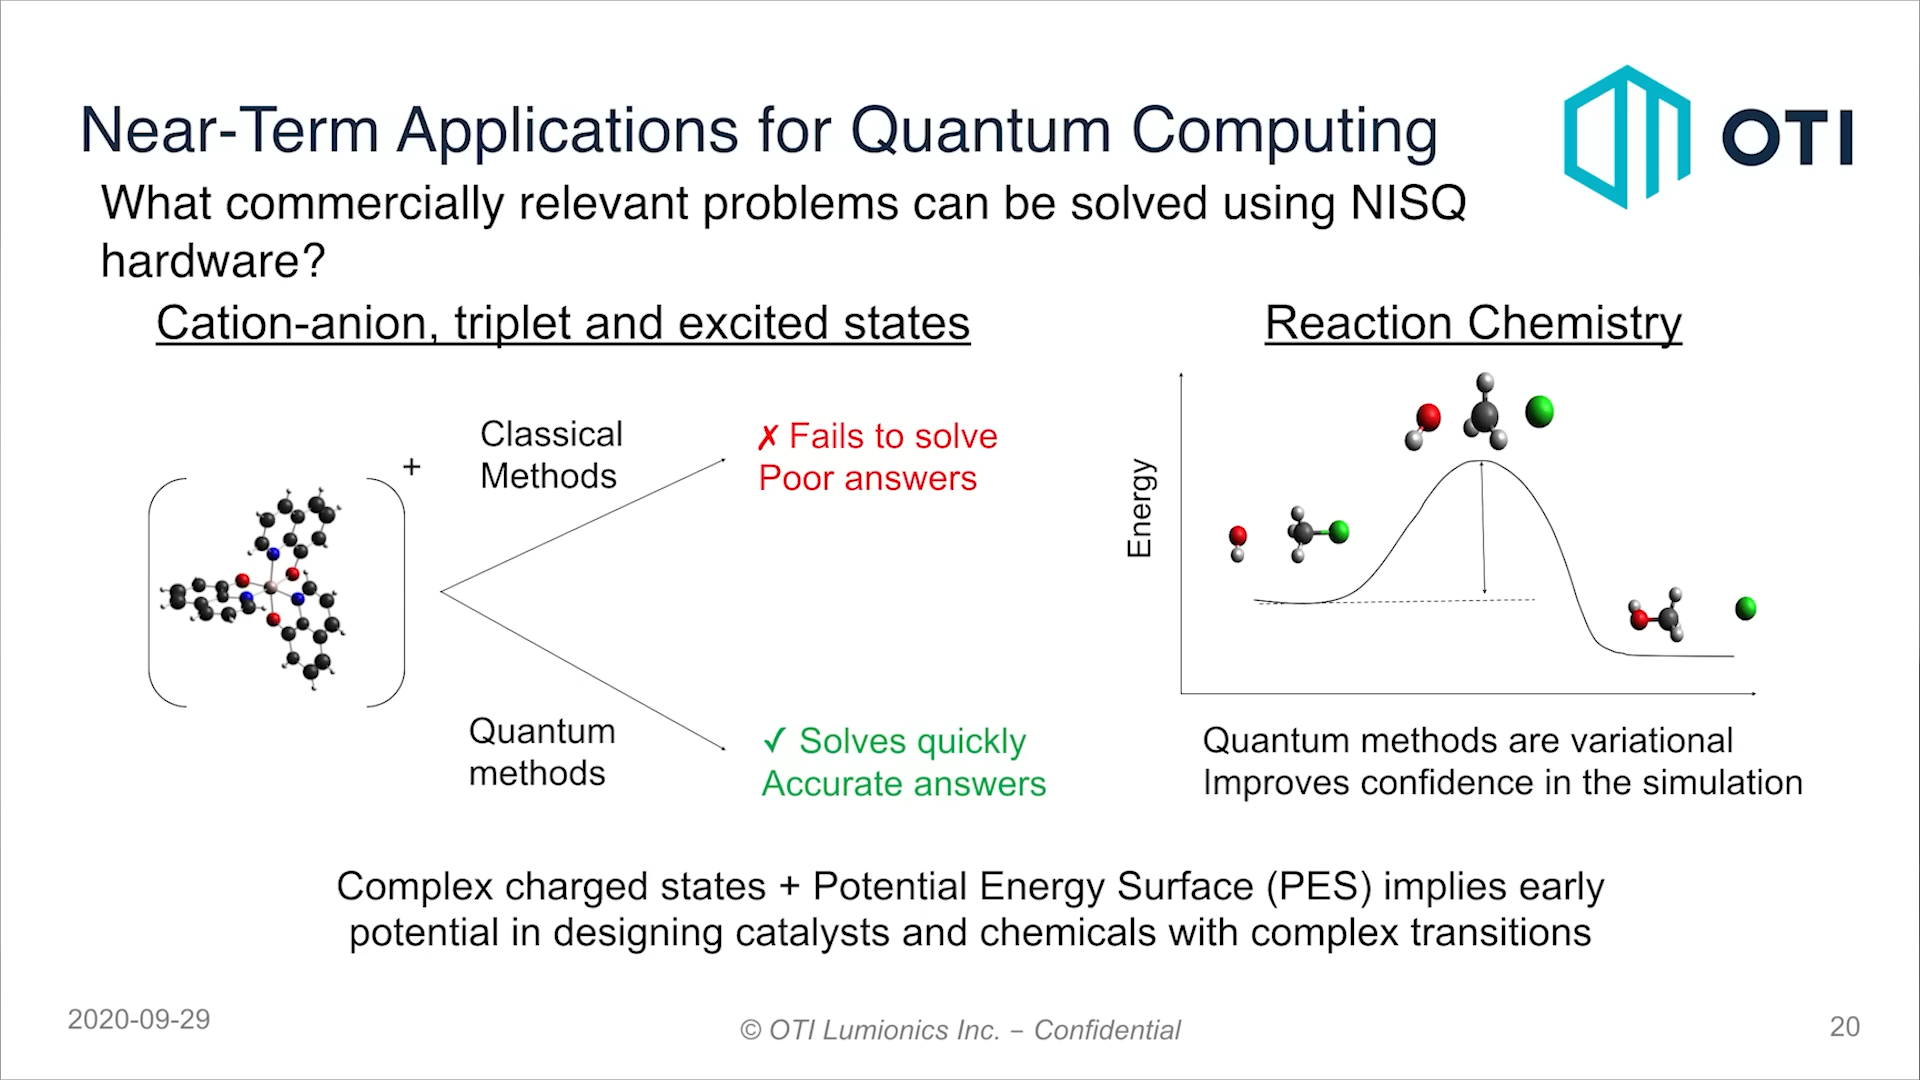 Near-Term Applications for Quantum Computing
OTI
What commercially relevant problems can be solved using NISQ
hardware?
Cation-anion, triplet and excited states
Classical
Methods
✗ Fails to solve
Poor answers
+
Quantum
methods
✓ Solves quickly
Accurate answers
Reaction Chemistry
Energy
Quantum methods are variational
Improves confidence in the simulation
Complex charged states + Potential Energy Surface (PES) implies early
potential in designing catalysts and chemicals with complex transitions
2020-09-29
© OTI Lumionics Inc. – Confidential
20